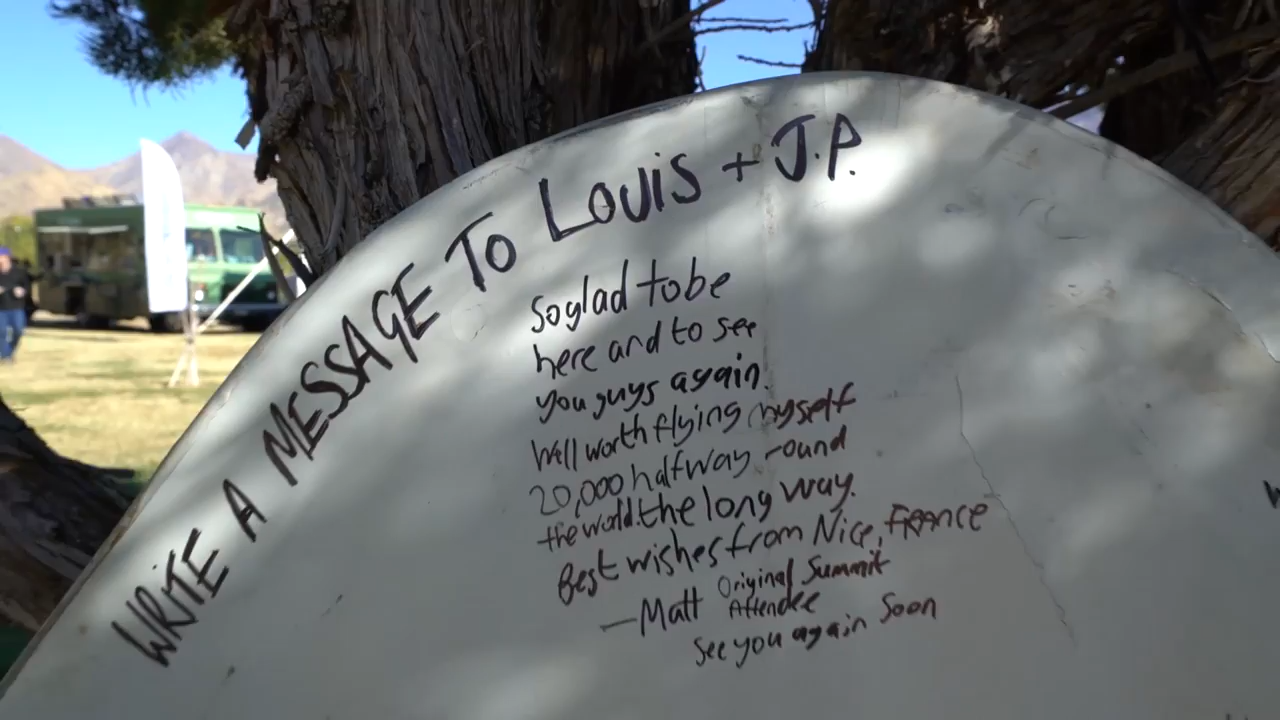 WRITE A MESSAGE TO LOUIS + J.P.
So glad to be
here and to see
you guys again.
Well worth flying myself
20,000 halfway round
the world. the long way.
Best wishes from Nice, France
—Matt Original Summit
Attendee
See you again Soon